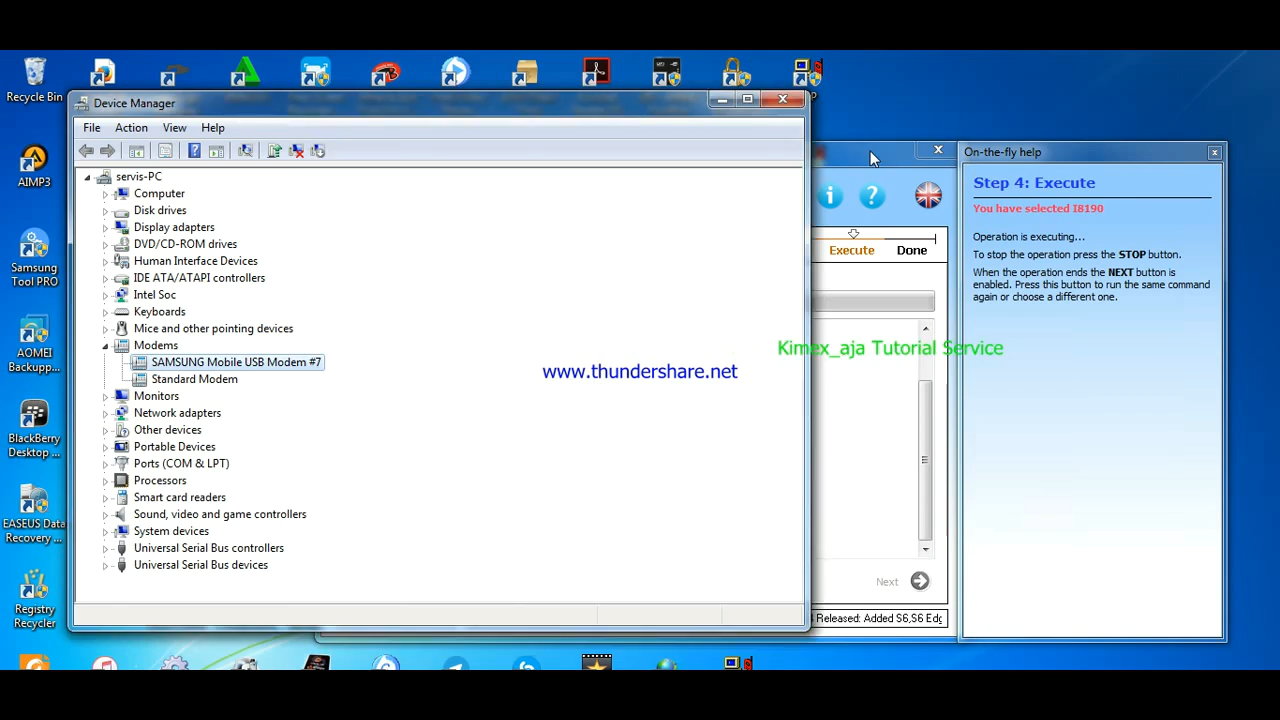 Recycle Bin
AIMP3
Samsung
Tool PRO
AOMEI
Backupp...
BlackBerry
Desktop ...
EASEUS Data
Recovery ...
Registry
Recycler
Device Manager
File Action View Help
servis-PC
Computer
Disk drives
Display adapters
DVD/CD-ROM drives
Human Interface Devices
IDE ATA/ATAPI controllers
Intel Soc
Keyboards
Mice and other pointing devices
Modems
SAMSUNG Mobile USB Modem #7
Standard Modem
Monitors
Network adapters
Other devices
Portable Devices
Ports (COM & LPT)
Processors
Smart card readers
Sound, video and game controllers
System devices
Universal Serial Bus controllers
Universal Serial Bus devices
www.thundershare.net
Kimex_aja Tutorial Service
Execute Done
Next
Released: Added S6,S6 Edg
On-the-fly help
Step 4: Execute
You have selected I8190
Operation is executing...
To stop the operation press the STOP button.
When the operation ends the NEXT button is
enabled. Press this button to run the same command
again or choose a different one.